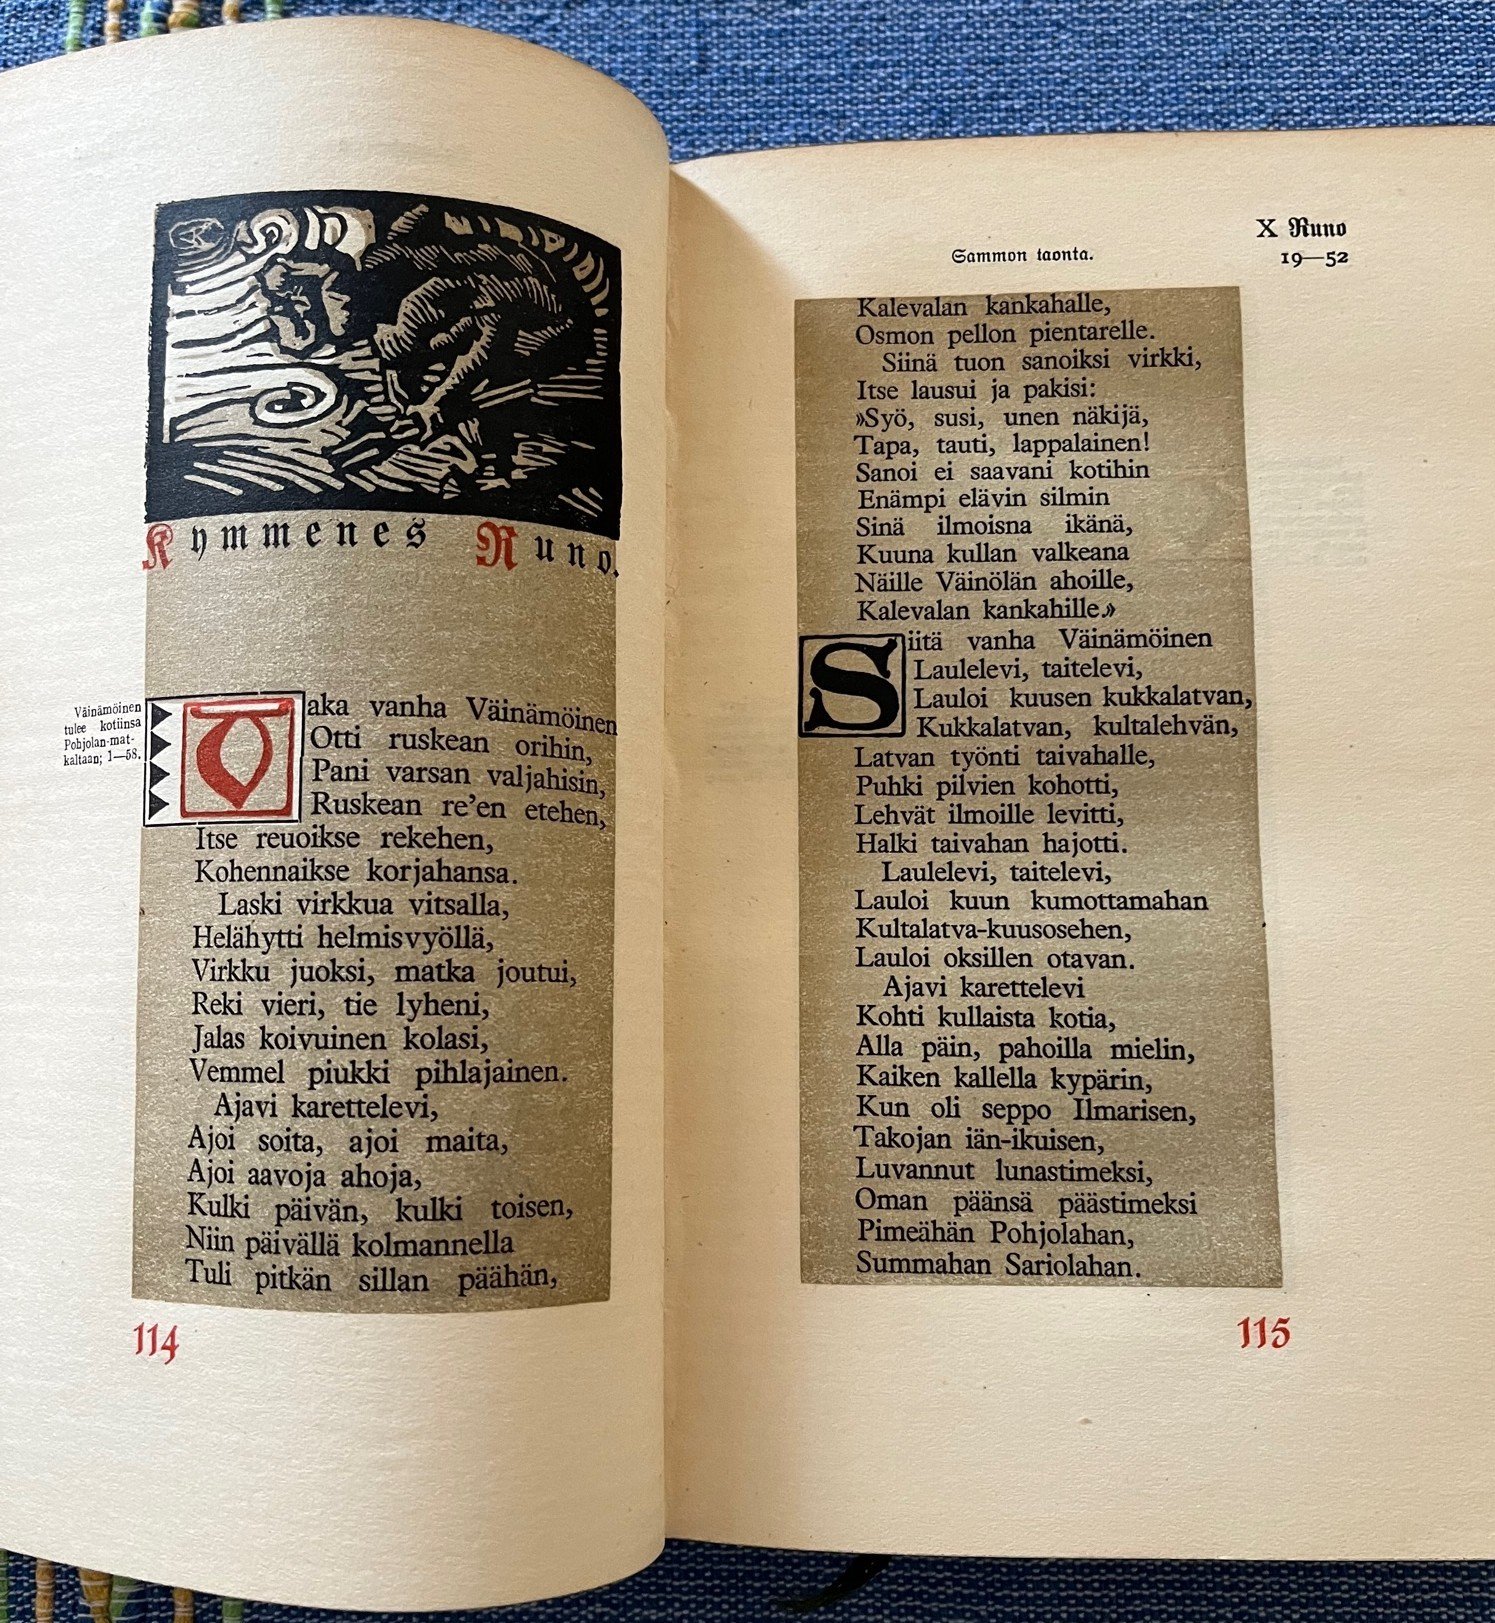 Kymmenes Runo.
Väinämöinen
tulee kotiinsa
Pohjolan-mat-
kaltaan; 1—58.
Vaka vanha Väinämöinen
Otti ruskean orihin,
Pani varsan valjahisin,
Ruskean re'en etehen,
Itse reuoikse rekehen,
Kohennaikse korjahansa.
Laski virkkua vitsalla,
Helähytti helmisvyöllä,
Virkku juoksi, matka joutui,
Reki vieri, tie lyheni,
Jalas koivuinen kolasi,
Vemmel piukki pihlajainen.
Ajavi karettelevi,
Ajoi soita, ajoi maita,
Ajoi aavoja ahoja,
Kulki päivän, kulki toisen,
Niin päivällä kolmannella
Tuli pitkän sillan päähän,
114
X Runo
Sammon taonta.
19—52
Kalevalan kankahalle,
Osmon pellon pientarelle.
Siinä tuon sanoiksi virkki,
Itse lausui ja pakisi:
»Syö, susi, unen näkijä,
Tapa, tauti, lappalainen!
Sanoi ei saavani kotihin
Enämpi elävin silmin
Sinä ilmoisna ikänä,
Kuuna kullan valkeana
Näille Väinölän ahoille,
Kalevalan kankahille.»
Siitä vanha Väinämöinen
Laulelevi, taitelevi,
Lauloi kuusen kukkalatvan,
Kukkalatvan, kultalehvän,
Latvan työnti taivahalle,
Puhki pilvien kohotti,
Lehvät ilmoille levitti,
Halki taivahan hajotti.
Laulelevi, taitelevi,
Lauloi kuun kumottamahan
Kultalatva-kuusosehen,
Lauloi oksillen otavan.
Ajavi karettelevi
Kohti kullaista kotia,
Alla päin, pahoilla mielin,
Kaiken kallella kypärin,
Kun oli seppo Ilmarisen,
Takojan iän-ikuisen,
Luvannut lunastimeksi,
Oman päänsä päästimeksi
Pimeähän Pohjolahan,
Summahan Sariolahan.
115